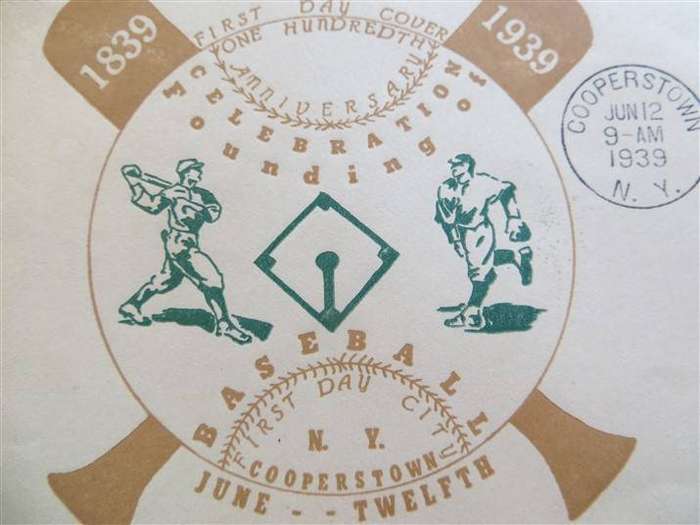 1839
1939
FIRST DAY COVER
ONE HUNDREDTH
ANNIVERSARY
CELEBRATION
Founding of
BASEBALL
FIRST DAY CITY
N. Y.
COOPERSTOWN
JUNE - - TWELFTH
COOPERSTOWN
JUN 12
9-AM
1939
N. Y.